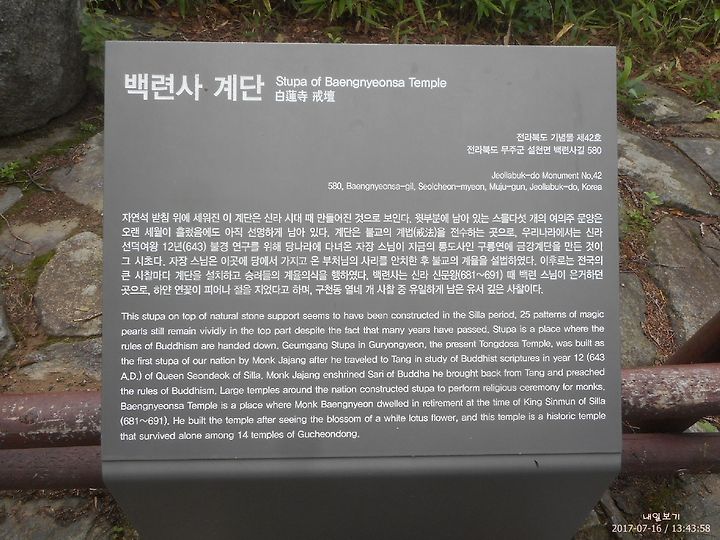 백련사 계단 Stupa of Baengnyeonsa Temple
白蓮寺 戒壇
전라북도 기념물 제42호
전라북도 무주군 설천면 백련사길 580
Jeollabuk-do Monument No.42
580, Baengnyeonsa-gil, Seolcheon-myeon, Muju-gun, Jeollabuk-do, Korea
자연석 받침 위에 세워진 이 계단은 신라 시대 때 만들어진 것으로 보인다. 윗부분에 남아 있는 스물다섯 개의 여의주 문양은
오랜 세월이 흘렀음에도 아직 선명하게 남아 있다. 계단은 불교의 계법(戒法)을 전수하는 곳으로, 우리나라에서는 신라
선덕여왕 12년(643) 불경 연구를 위해 당나라에 다녀온 자장 스님이 지금의 통도사인 구룡연에 금강계단을 만든 것이
그 시초다. 자장 스님은 이곳에 당에서 가지고 온 부처님의 사리를 안치한 후 불교의 계율을 설법하였다. 이후로는 전국의
큰 사찰마다 계단을 설치하고 승려들의 계율의식을 행하였다. 백련사는 신라 신문왕(681~691) 때 백련 스님이 은거하던
곳으로, 하얀 연꽃이 피어나 절을 지었다고 하며, 구천동 열네 개 사찰 중 유일하게 남은 유서 깊은 사찰이다.
This stupa on top of natural stone support seems to have been constructed in the Silla period. 25 patterns of magic
pearls still remain vividly in the top part despite the fact that many years have passed. Stupa is a place where the
rules of Buddhism are handed down. Geumgang Stupa in Guryongyeon, the present Tongdosa Temple, was built as
the first stupa of our nation by Monk Jajang after he traveled to Tang in study of Buddhist scriptures in year 12 (643
A.D.) of Queen Seondeok of Silla. Monk Jajang enshrined Sari of Buddha he brought back from Tang and preached
the rules of Buddhism. Large temples around the nation constructed stupa to perform religious ceremony for monks.
Baengnyeonsa Temple is a place where Monk Baengnyeon dwelled in retirement at the time of King Sinmun of Silla
(681~691). He built the temple after seeing the blossom of a white lotus flower, and this temple is a historic temple
that survived alone among 14 temples of Gucheondong.
내일보기
2017-07-16 / 13:43:58